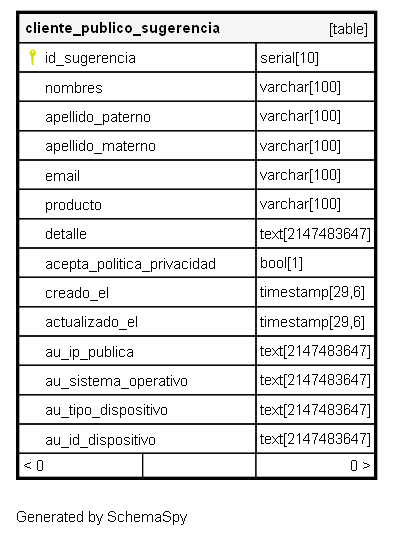 cliente_publico_sugerencia [table]
id_sugerencia serial[10]
nombres varchar[100]
apellido_paterno varchar[100]
apellido_materno varchar[100]
email varchar[100]
producto varchar[100]
detalle text[2147483647]
acepta_politica_privacidad bool[1]
creado_el timestamp[29,6]
actualizado_el timestamp[29,6]
au_ip_publica text[2147483647]
au_sistema_operativo text[2147483647]
au_tipo_dispositivo text[2147483647]
au_id_dispositivo text[2147483647]
< 0 0 >
Generated by SchemaSpy